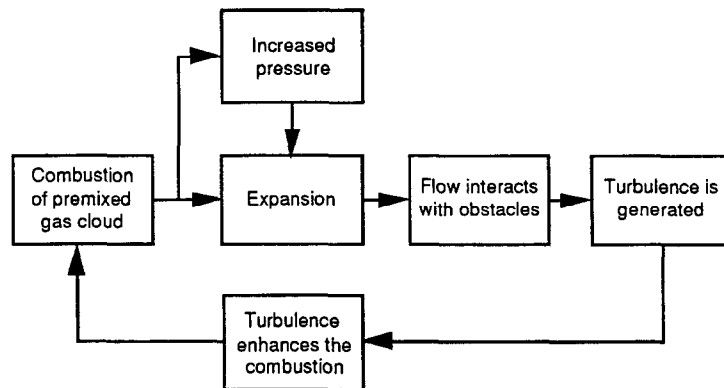 Increased
pressure
Combustion
of premixed
gas cloud
Expansion
Flow interacts
with obstacles
Turbulence is
generated
Turbulence
enhances the
combustion